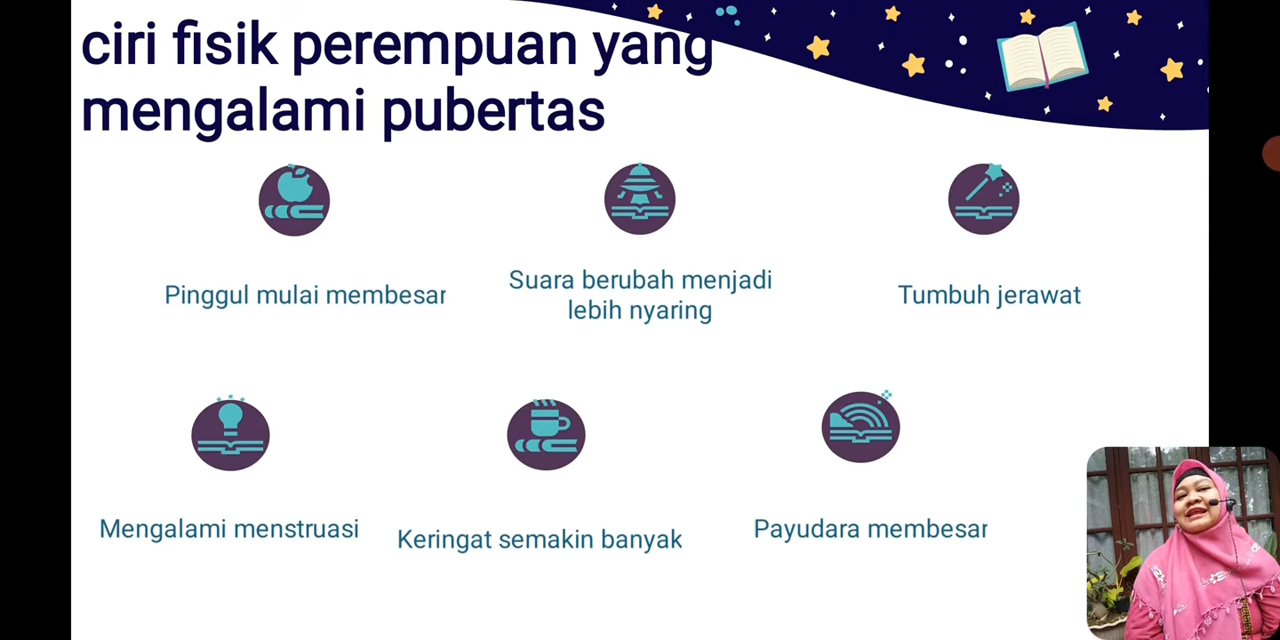 ciri fisik perempuan yang
mengalami pubertas
Pinggul mulai membesar
Suara berubah menjadi
lebih nyaring
Tumbuh jerawat
Mengalami menstruasi
Keringat semakin banyak
Payudara membesar